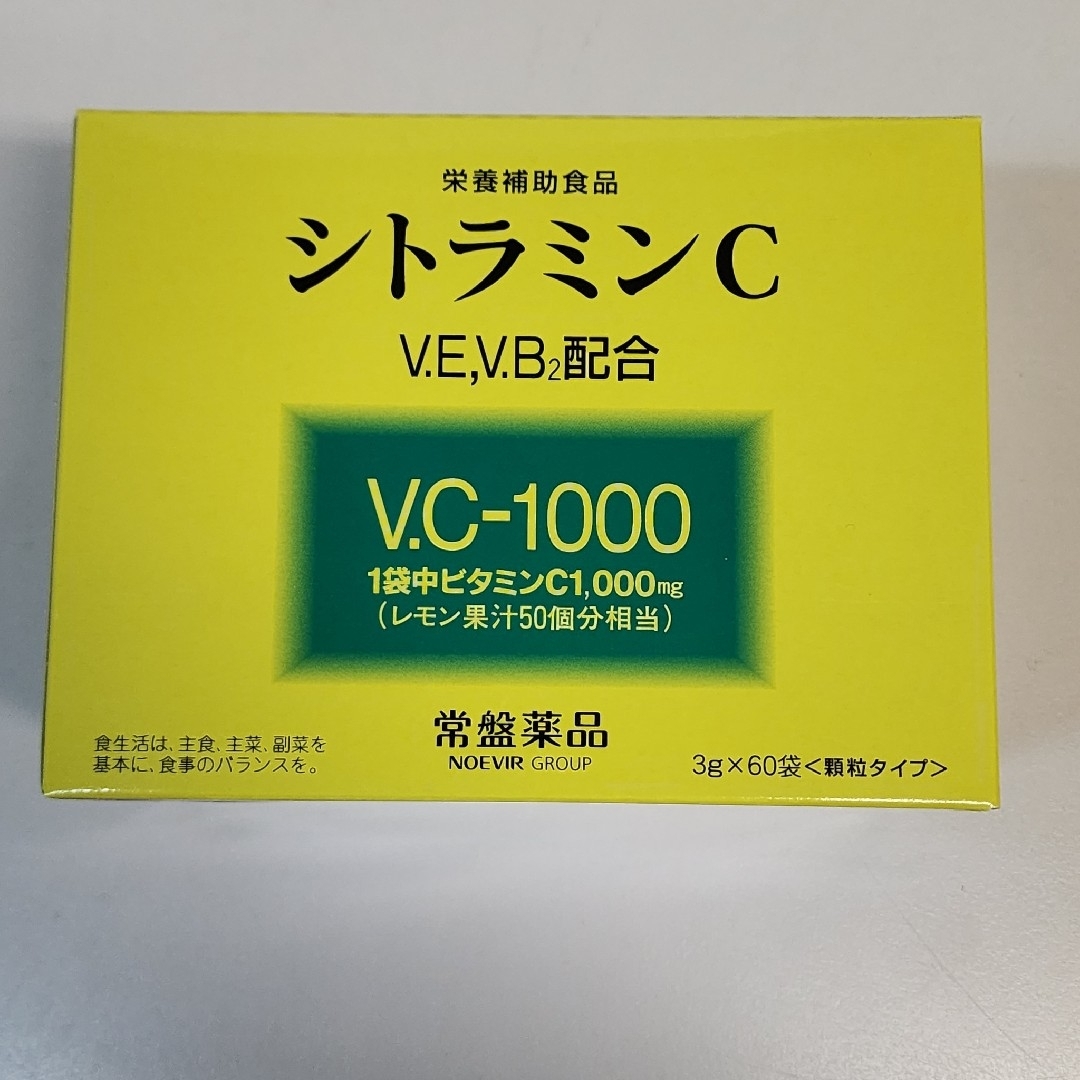 栄養補助食品
シトラミンC
V.E,V.B₂配合
V.C-1000
1袋中ビタミンC1,000mg
（レモン果汁50個分相当）
常盤薬品
NOEVIR GROUP
食生活は、主食、主菜、副菜を
基本に、食事のバランスを。
3g×60袋<顆粒タイプ>